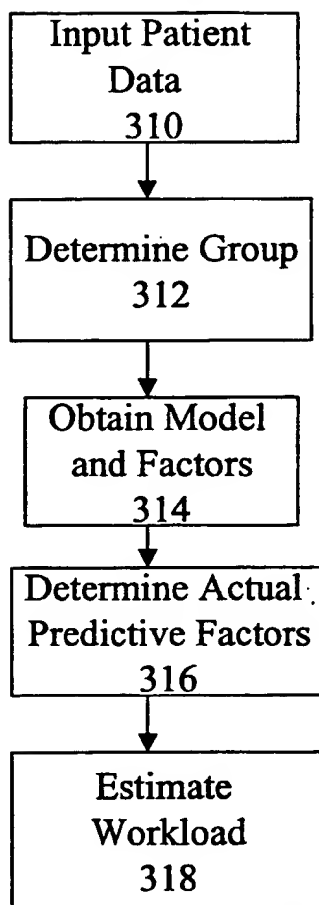 Input Patient
Data
310
Determine Group
312
Obtain Model
and Factors
314
Determine Actual
Predictive Factors
316
Estimate
Workload
318